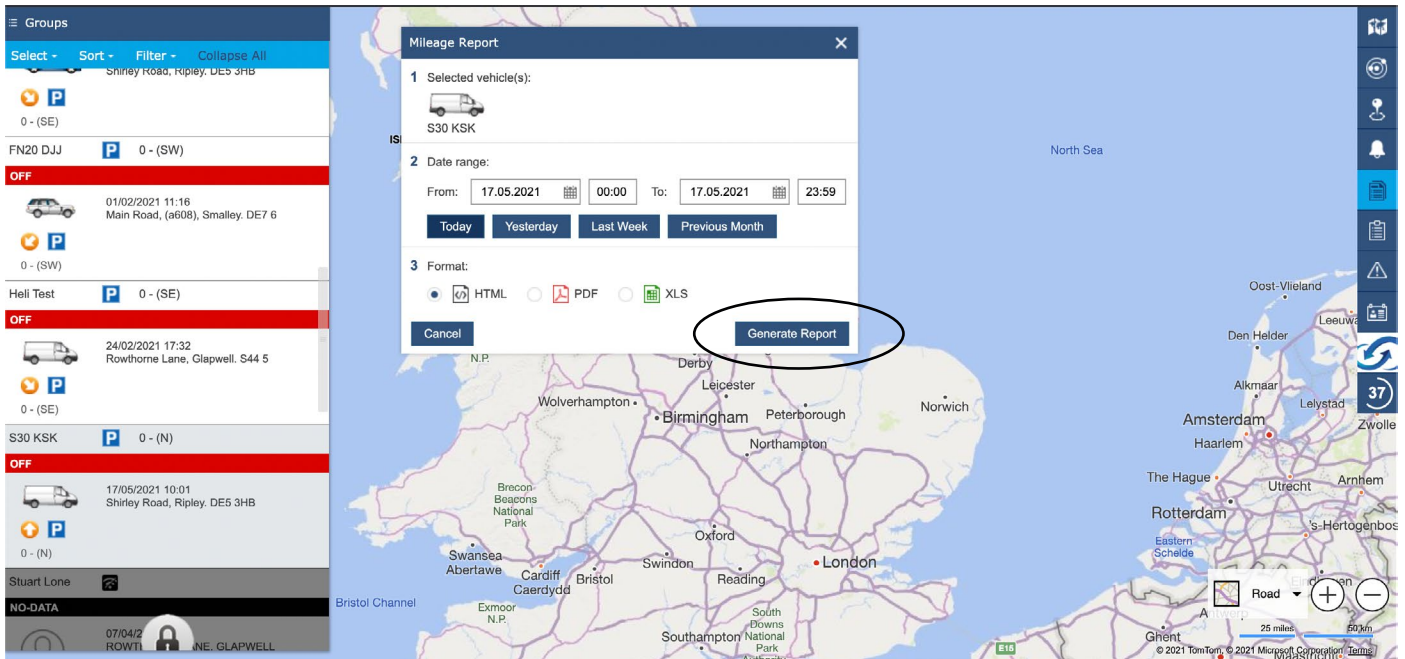 Groups
Select Sort Filter Collapse All
Shirley Road, Ripley. DE5 3HB
P
0 - (SE)
FN20 DJJ P 0 - (SW)
OFF
01/02/2021 11:16
Main Road, (a608), Smalley. DE7 6
P
0 - (SW)
Heli Test P 0 - (SE)
OFF
24/02/2021 17:32
Rowthorne Lane, Glapwell. S44 5
P
0 - (SE)
S30 KSK P 0 - (N)
OFF
17/05/2021 10:01
Shirley Road, Ripley. DE5 3HB
P
0 - (N)
Stuart Lone
NO-DATA
07/04/2
ROWT NE. GLAPWELL
Mileage Report
1 Selected vehicle(s):
S30 KSK
2 Date range:
From: 17.05.2021 00:00 To: 17.05.2021 23:59
Today Yesterday Last Week Previous Month
3 Format:
HTML PDF XLS
Cancel Generate Report
ISL
North Sea
N.P.
Derby
Leicester
Wolverhampton
Birmingham
Peterborough
Norwich
Northampton
Brecon
Beacons
National
Park
Oxford
Swansea
Abertawe
Cardiff
Caerdydd
Bristol
Swindon
Reading
London
Bristol Channel
Exmoor
N.P.
Southampton
South
Downs
National
Park
E15
Oost-Vlieland
Leeuwa
Den Helder
Alkmaar
Lelystad
Amsterdam
Zwolle
Haarlem
The Hague
Utrecht
Arnhem
Rotterdam
's-Hertogenbos
Eastern
Schelde
Eindhoven
Antwerp
Ghent
Maastricht
37
Road
25 miles 50 km
© 2021 TomTom, © 2021 Microsoft Corporation Terms